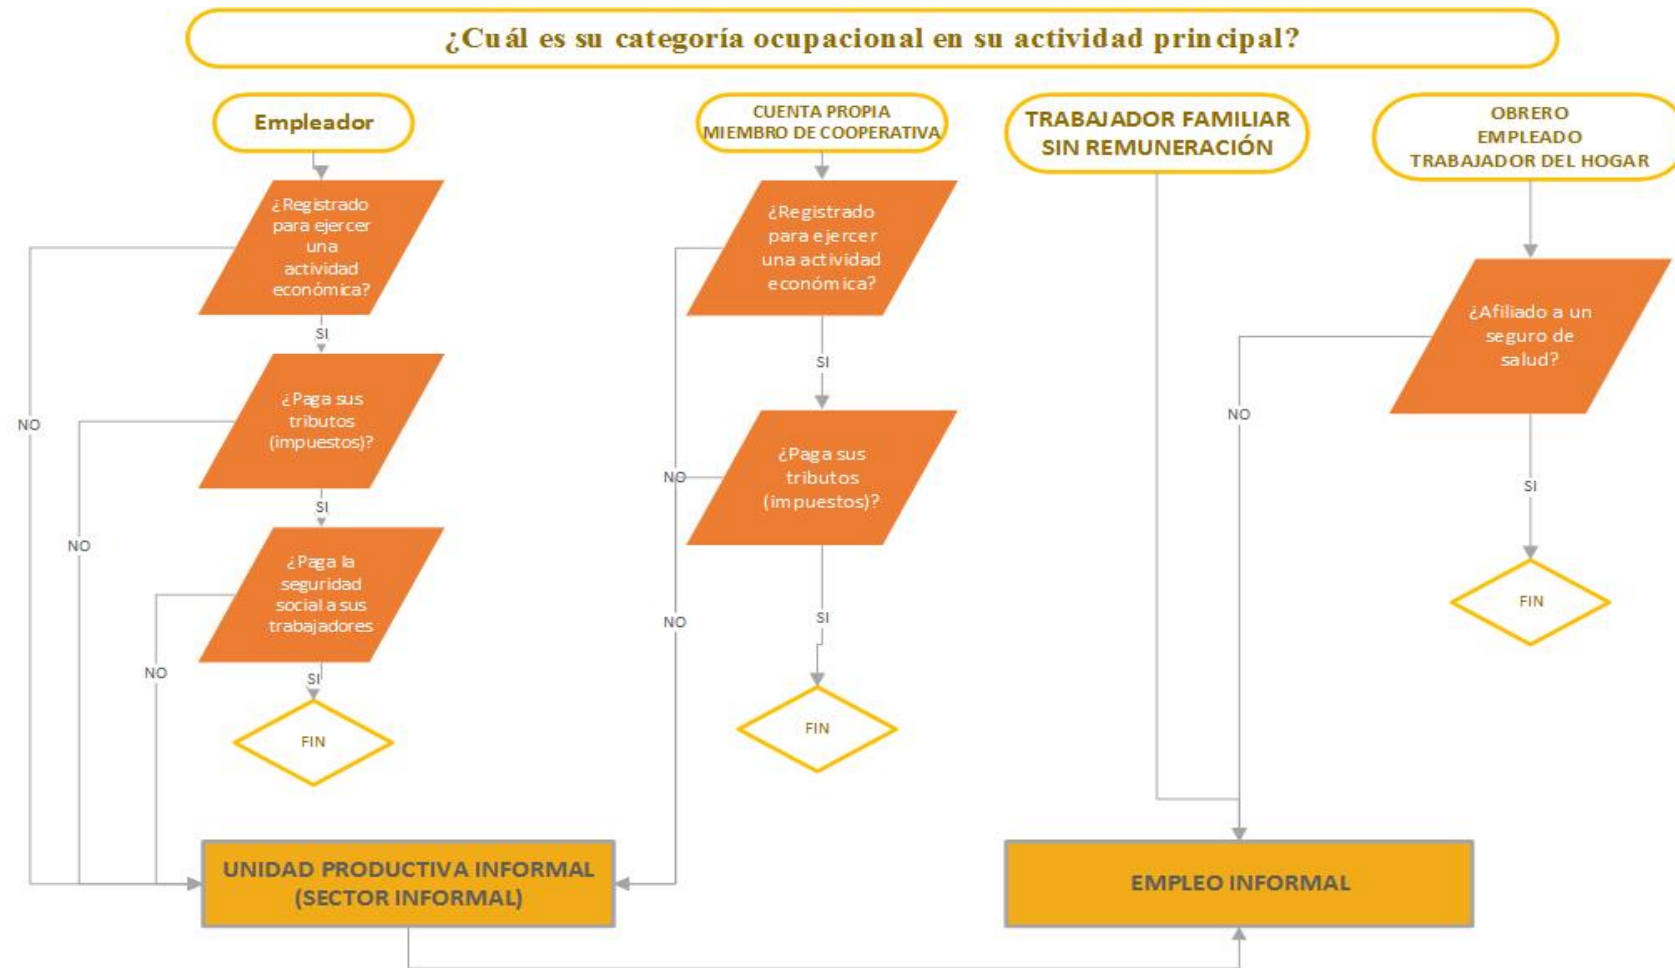 ¿Cuál es su categoría ocupacional en su actividad principal?
Empleador
CUENTA PROPIA
MIEMBRO DE COOPERATIVA
TRABAJADOR FAMILIAR
SIN REMUNERACIÓN
OBRERO
EMPLEADO
TRABAJADOR DEL HOGAR
¿Registrado
para ejercer
una
actividad
económica?
SI
NO
¿Paga sus
tributos
(impuestos)?
SI
NO
¿Paga la
seguridad
social a sus
trabajadores
SI
NO
FIN
¿Registrado
para ejercer
una actividad
económica?
SI
NO
¿Paga sus
tributos
(impuestos)?
SI
NO
FIN
¿Afiliado a un
seguro de
salud?
NO
SI
FIN
UNIDAD PRODUCTIVA INFORMAL
(SECTOR INFORMAL)
EMPLEO INFORMAL